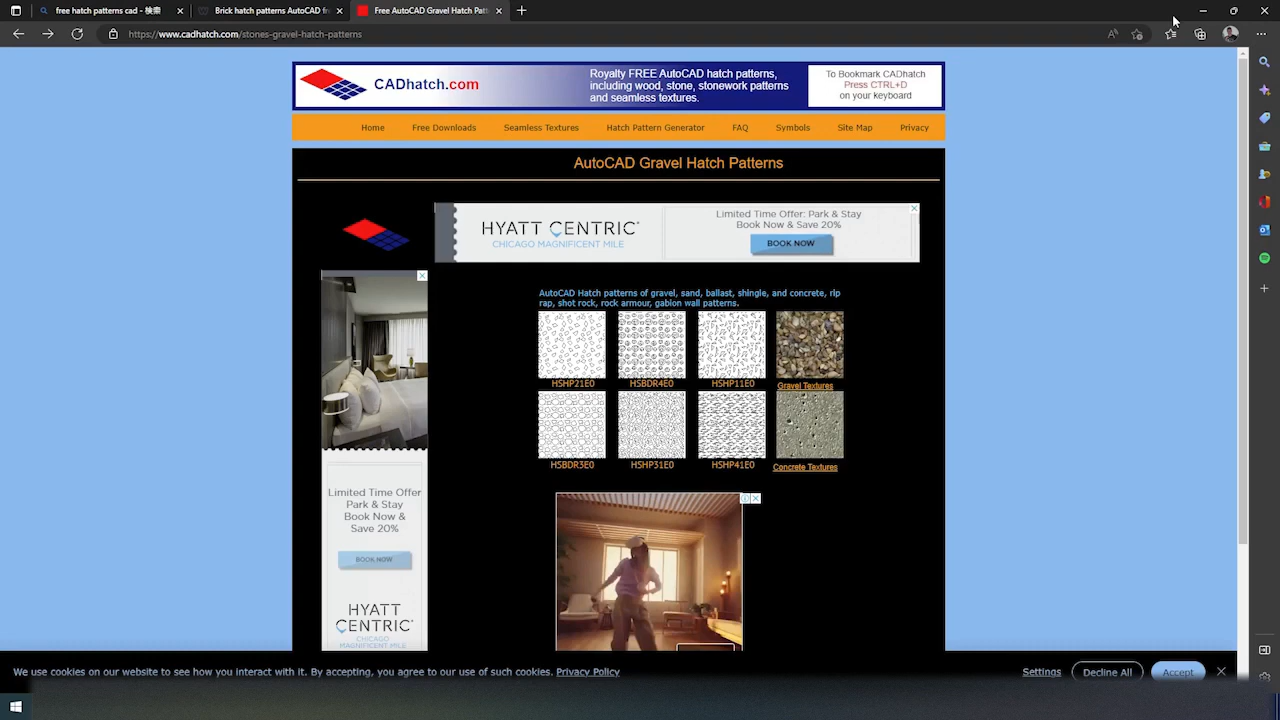 free hatch patterns cad - 検索
Brick hatch patterns AutoCAD fr
Free AutoCAD Gravel Hatch Pat
https://www.cadhatch.com/stones-gravel-hatch-patterns
CADhatch.com
Royalty FREE AutoCAD hatch patterns,
including wood, stone, stonework patterns
and seamless textures.
To Bookmark CADhatch
Press CTRL+D
on your keyboard
Home Free Downloads Seamless Textures Hatch Pattern Generator FAQ Symbols Site Map Privacy
AutoCAD Gravel Hatch Patterns
HYATT CENTRIC
CHICAGO MAGNIFICENT MILE
Limited Time Offer: Park & Stay
Book Now & Save 20%
BOOK NOW
AutoCAD Hatch patterns of gravel, sand, ballast, shingle, and concrete, rip
rap, shot rock, rock armour, gabion wall patterns.
HSHP21E0 HSBDR4E0 HSHP11E0 Gravel Textures
HSBDR3E0 HSHP31E0 HSHP41E0 Concrete Textures
Limited Time Offer
Park & Stay
Book Now &
Save 20%
BOOK NOW
HYATT
CENTRIC
CHICAGO
MAGNIFICENT MILE
We use cookies on our website to see how you interact with it. By accepting, you agree to our use of such cookies. Privacy Policy
Settings
Decline All
Accept